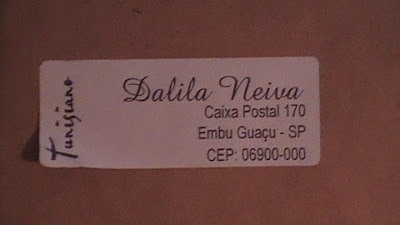 Tunisiano
Dalila Neiva
Caixa Postal 170
Embu Guaçu - SP
CEP: 06900-000